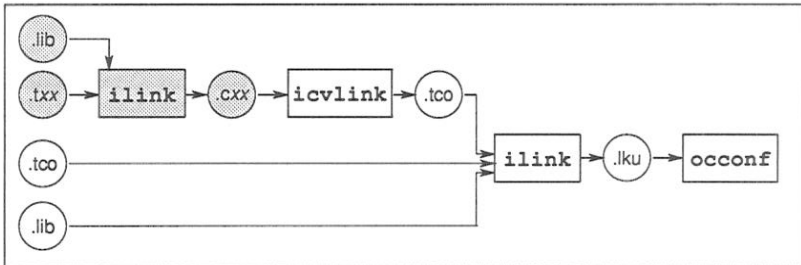 .lib
.txx ilink .cxx icvlink .tco
.tco ilink .lku occonf
.lib